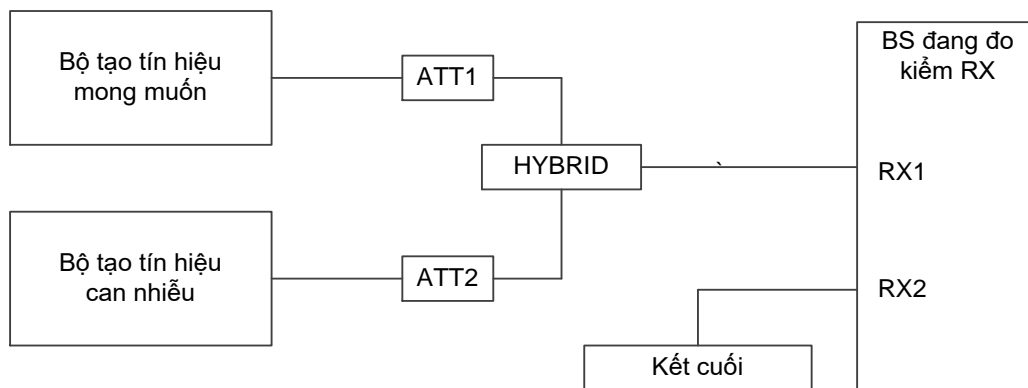 Bộ tạo tín hiệu
mong muốn
ATT1
BS đang đo
kiểm RX
HYBRID
`
RX1
Bộ tạo tín hiệu
can nhiễu
ATT2
RX2
Kết cuối